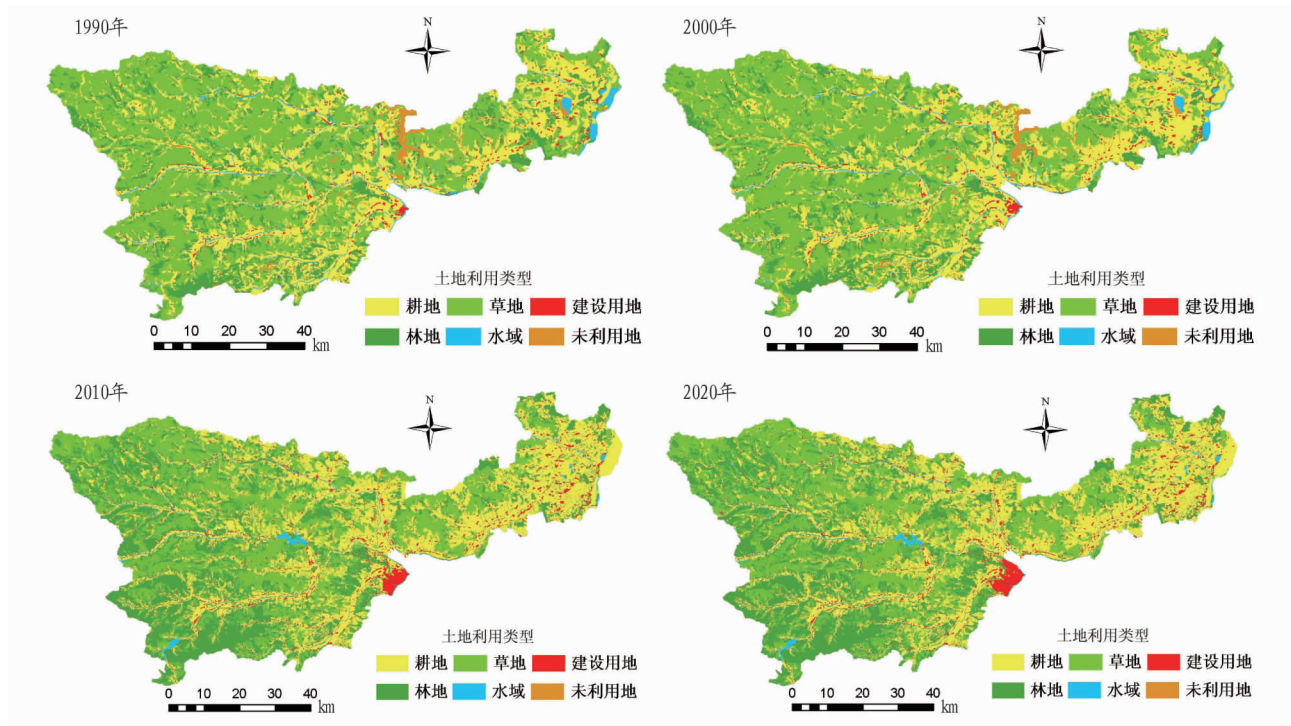 1990年
N
土地利用类型
耕地 草地 建设用地
林地 水域 未利用地
0 10 20 30 40
km
2000年
N
土地利用类型
耕地 草地 建设用地
林地 水域 未利用地
0 10 20 30 40
km
2010年
N
土地利用类型
耕地 草地 建设用地
林地 水域 未利用地
0 10 20 30 40
km
2020年
N
土地利用类型
耕地 草地 建设用地
林地 水域 未利用地
0 10 20 30 40
km